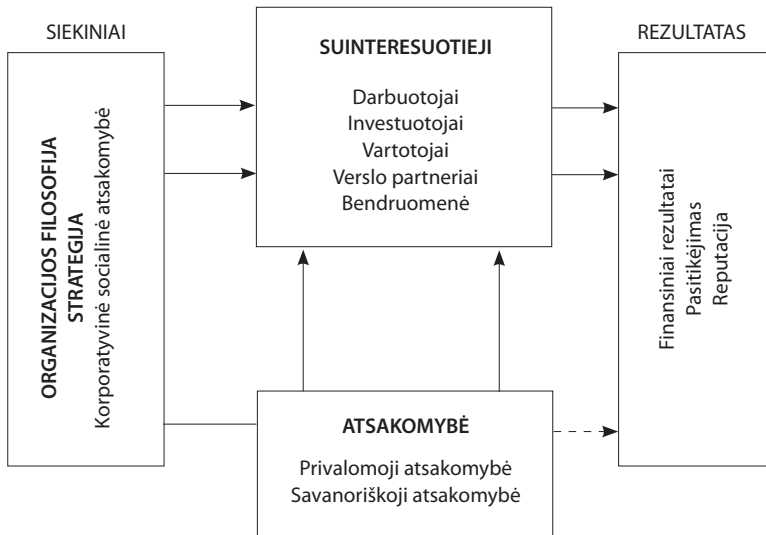 SIEKINIAI
ORGANIZACIJOS FILOSOFIJA
STRATEGIJA
Korporatyvinė socialinė atsakomybė
SUINTERESUOTIEJI
Darbuotojai
Investuotojai
Vartotojai
Verslo partneriai
Bendruomenė
ATSAKOMYBĖ
Privalomoji atsakomybė
Savanoriškoji atsakomybė
REZULTATAS
Finansiniai rezultatai
Pasitikėjimas
Reputacija